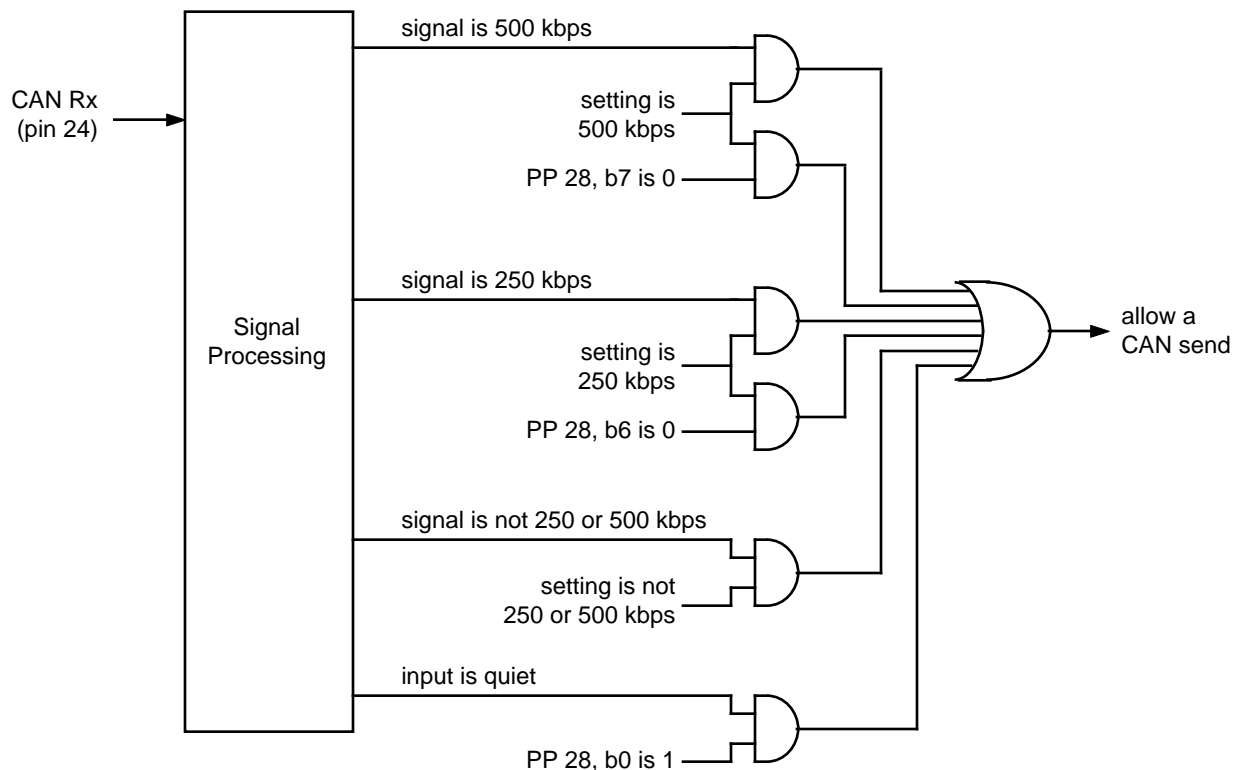 signal is 500 kbps
CAN Rx
(pin 24)
setting is
500 kbps
PP 28, b7 is 0
signal is 250 kbps
Signal
Processing
setting is
250 kbps
allow a
CAN send
PP 28, b6 is 0
signal is not 250 or 500 kbps
setting is not
250 or 500 kbps
input is quiet
PP 28, b0 is 1